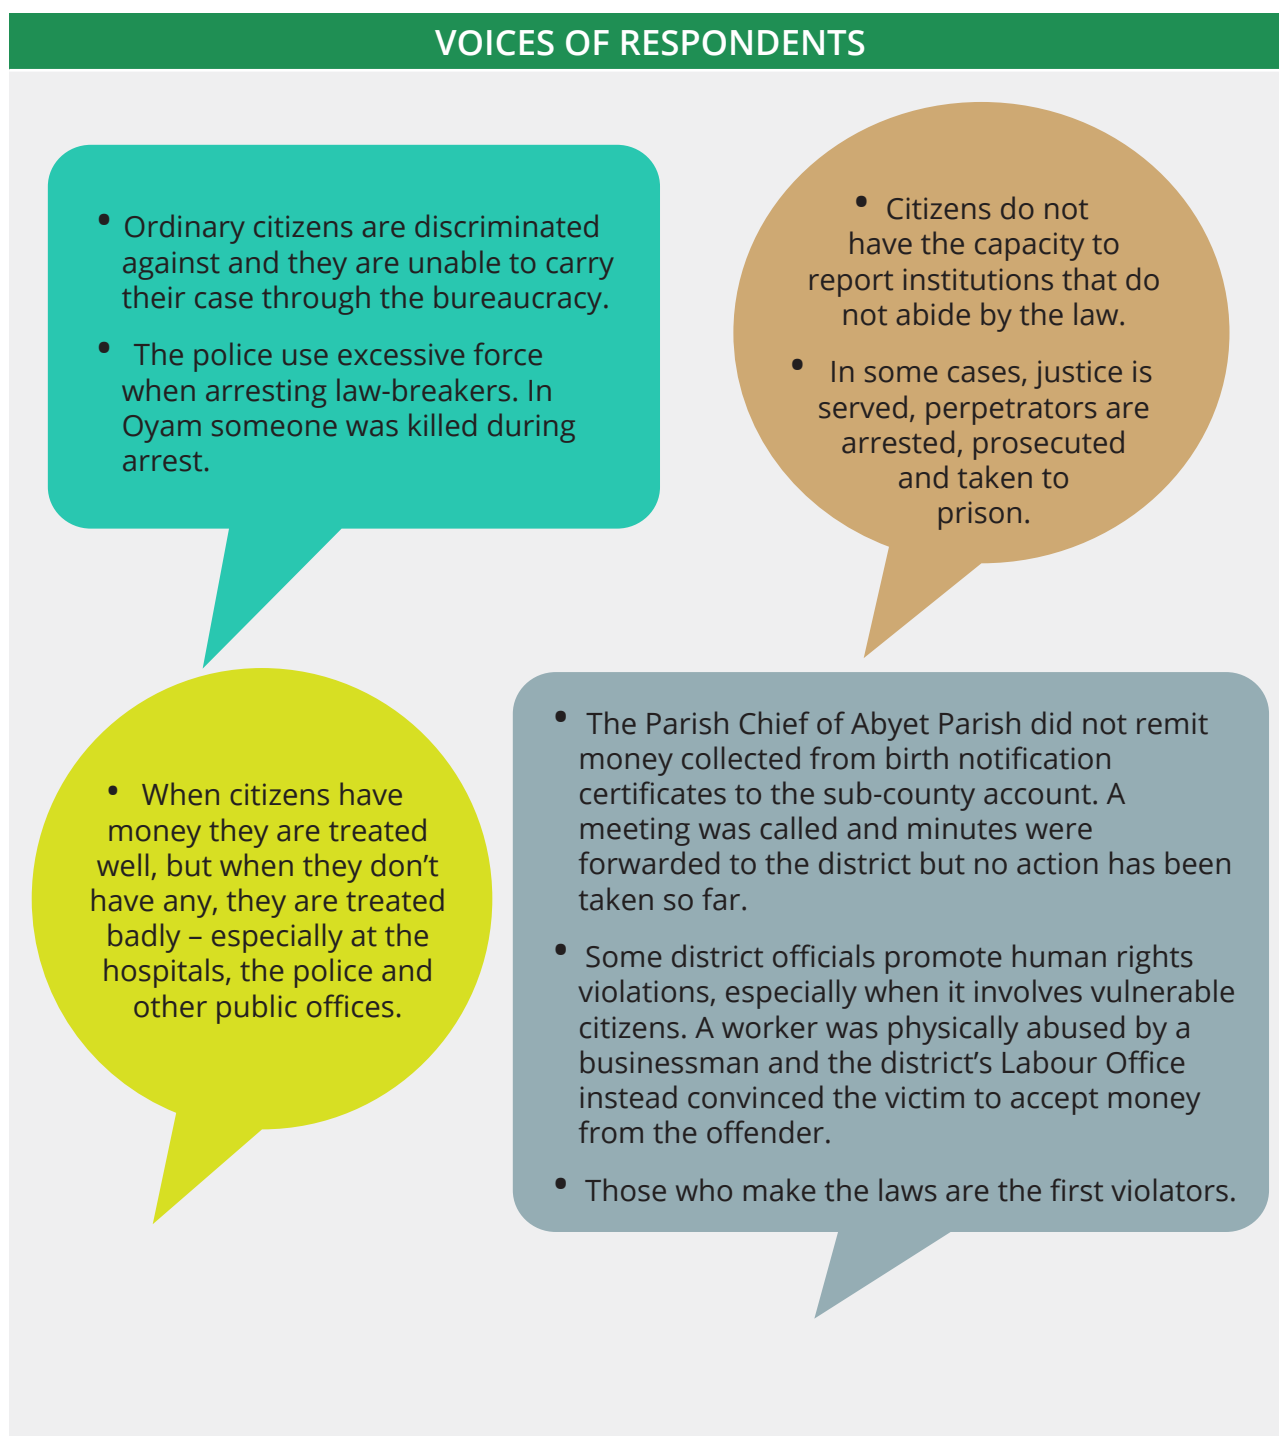 VOICES OF RESPONDENTS
• Ordinary citizens are discriminated
against and they are unable to carry
their case through the bureaucracy.
• The police use excessive force
when arresting law-breakers. In
Oyam someone was killed during
arrest.
• Citizens do not
have the capacity to
report institutions that do
not abide by the law.
• In some cases, justice is
served, perpetrators are
arrested, prosecuted
and taken to
prison.
• When citizens have
money they are treated
well, but when they don’t
have any, they are treated
badly – especially at the
hospitals, the police and
other public offices.
• The Parish Chief of Abyet Parish did not remit
money collected from birth notification
certificates to the sub-county account. A
meeting was called and minutes were
forwarded to the district but no action has been
taken so far.
• Some district officials promote human rights
violations, especially when it involves vulnerable
citizens. A worker was physically abused by a
businessman and the district’s Labour Office
instead convinced the victim to accept money
from the offender.
• Those who make the laws are the first violators.